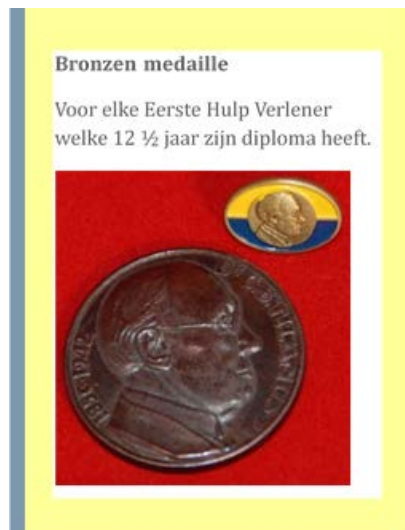 Bronzen medaille
Voor elke Eerste Hulp Verlener
welke 12 ½ jaar zijn diploma heeft.